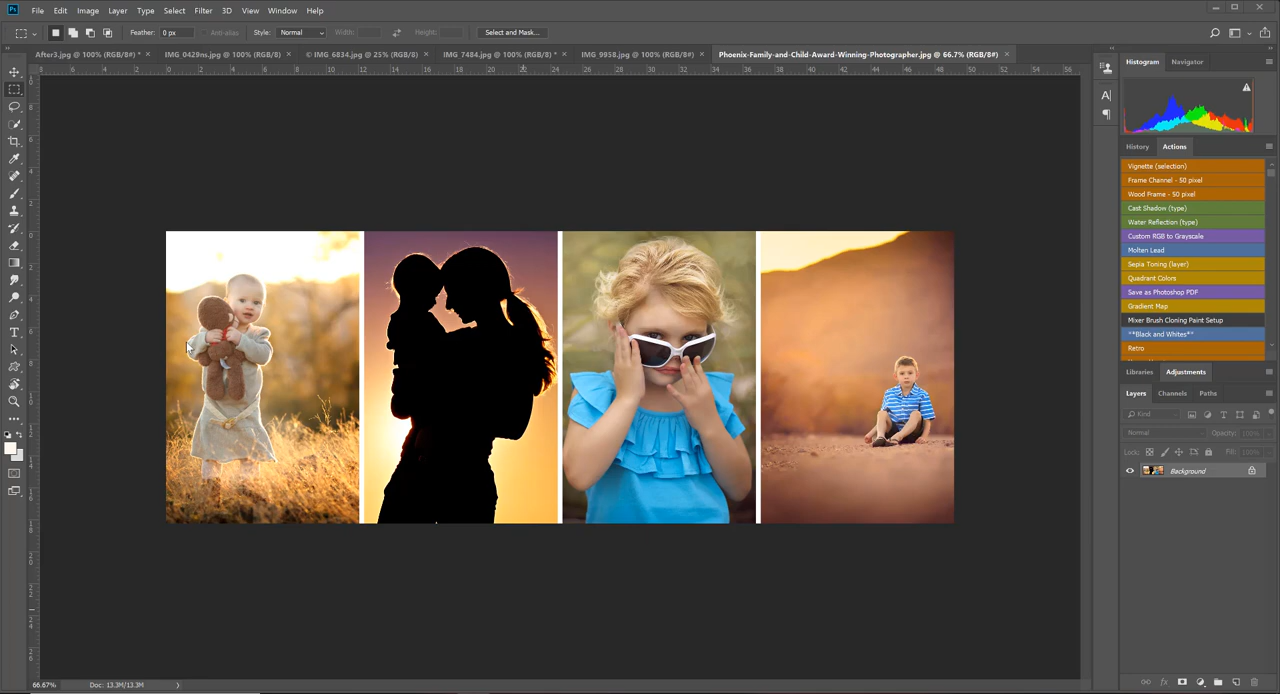 Ps File Edit Image Layer Type Select Filter 3D View Window Help
Feather: 0 px Anti-alias Style: Normal Width: Height: Select and Mask...
After3.jpg @ 100% (RGB/8#) * × IMG 0429ns.jpg @ 100% (RGB/8) × © IMG_6834.jpg @ 25% (RGB/8) × IMG_7484.jpg @ 100% (RGB/8#) * × IMG_9958.jpg @ 100% (RGB/8#) × Phoenix-Family-and-Child-Award-Winning-Photographer.jpg @ 66.7% (RGB/8#) ×
Histogram Navigator
History Actions
Vignette (selection)
Frame Channel - 50 pixel
Wood Frame - 50 pixel
Cast Shadow (type)
Water Reflection (type)
Custom RGB to Grayscale
Molten Lead
Sepia Toning (layer)
Quadrant Colors
Save as Photoshop PDF
Gradient Map
Mixer Brush Cloning Paint Setup
**Black and Whites**
Retro
Libraries Adjustments
Layers Channels Paths
Kind
Normal Opacity: 100%
Lock: Fill: 100%
Background
66.67% Doc: 13.3M/13.3M